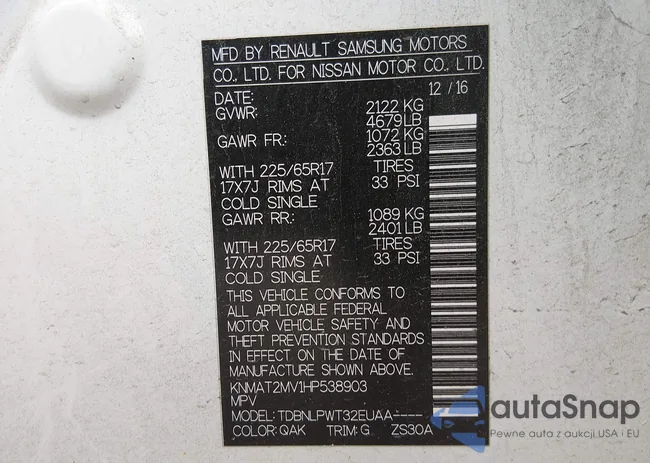 MFD BY RENAULT SAMSUNG MOTORS
CO., LTD. FOR NISSAN MOTOR CO., LTD.
DATE: 12 / 16
GVWR: 2122 KG
4679 LB
GAWR FR: 1072 KG
2363 LB
WITH 225/65R17 TIRES
17X7J RIMS AT 33 PSI
COLD SINGLE
GAWR RR: 1089 KG
2401 LB
WITH 225/65R17 TIRES
17X7J RIMS AT 33 PSI
COLD SINGLE
THIS VEHICLE CONFORMS TO
ALL APPLICABLE FEDERAL
MOTOR VEHICLE SAFETY AND
THEFT PREVENTION STANDARDS
IN EFFECT ON THE DATE OF
MANUFACTURE SHOWN ABOVE.
KNMAT2MV1HP538903
MPV
MODEL: TDBNLPWT32EUAA----
COLOR: QAK TRIM: G ZS30A
autaSnap
Pewne auta z aukcji USA i EU